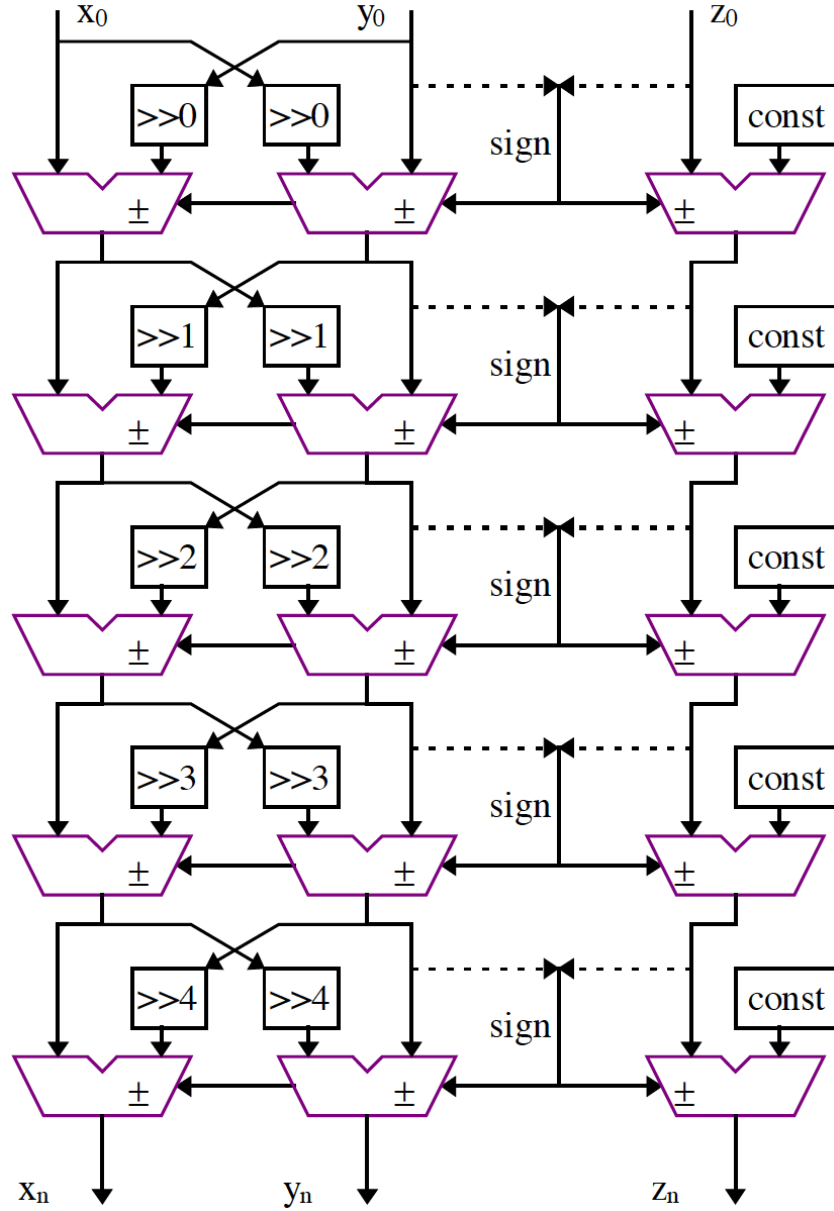 x₀ y₀ z₀
>>0 >>0 const
sign
± ± ±
>>1 >>1 const
sign
± ± ±
>>2 >>2 const
sign
± ± ±
>>3 >>3 const
sign
± ± ±
>>4 >>4 const
sign
± ± ±
xₙ yₙ zₙ